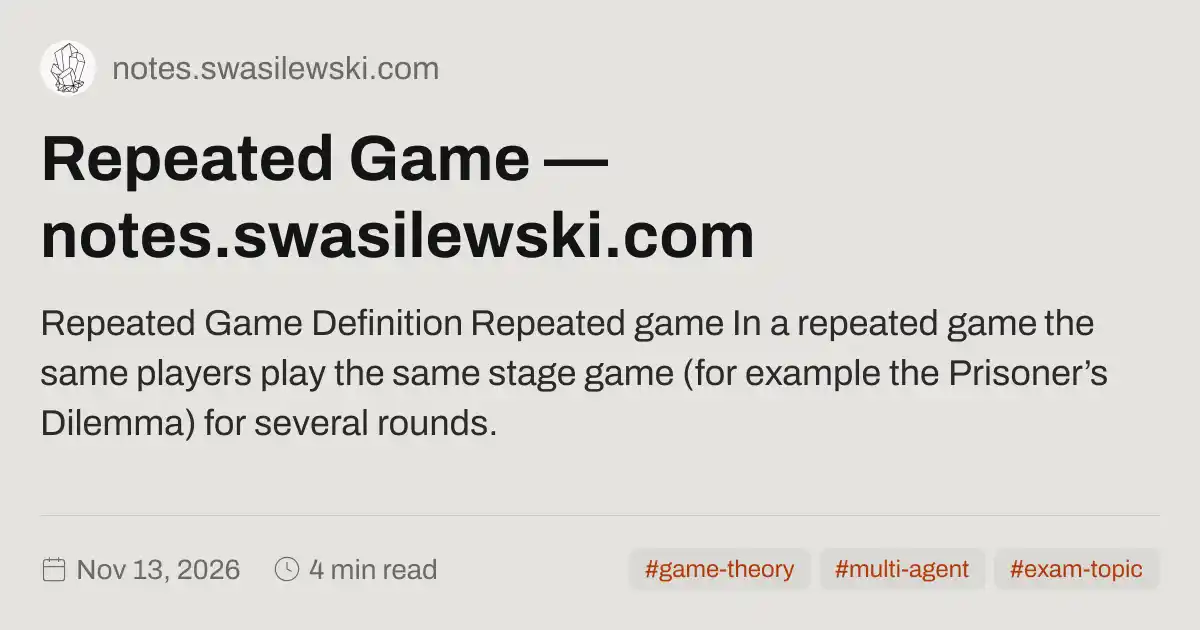 notes.swasilewski.com
Repeated Game —
notes.swasilewski.com
Repeated Game Definition Repeated game In a repeated game the
same players play the same stage game (for example the Prisoner’s
Dilemma) for several rounds.
Nov 13, 2026 4 min read #game-theory #multi-agent #exam-topic